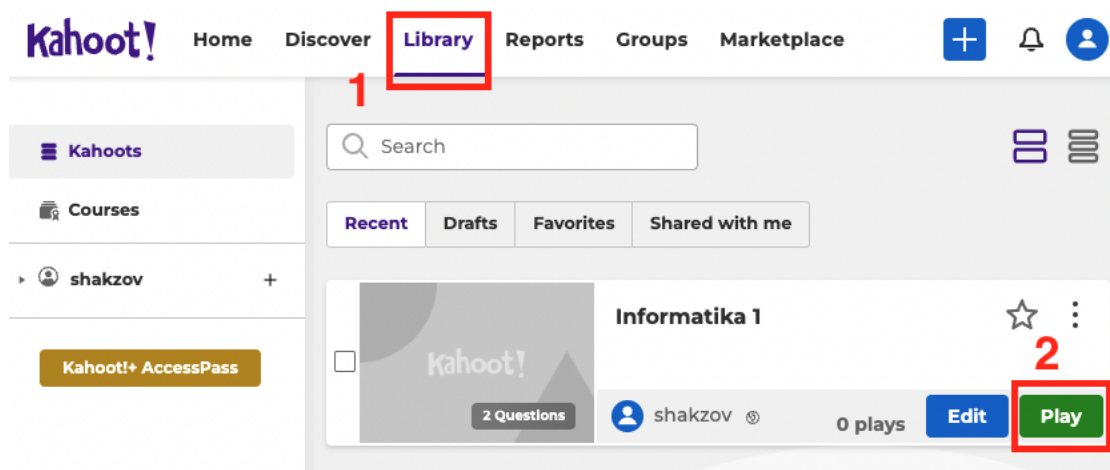 Kahoot! Home Discover Library Reports Groups Marketplace
1
Kahoots
Search
Courses
Recent Drafts Favorites Shared with me
shakzov +
Informatika 1
Kahoot!+ AccessPass
Kahoot!
2
2 Questions
shakzov 0 plays Edit Play